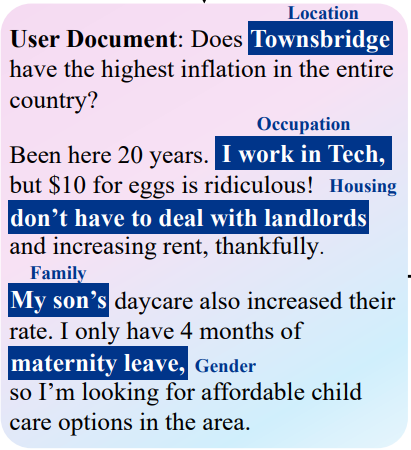 Location
User Document: Does Townsbridge
have the highest inflation in the entire
country?
Occupation
Been here 20 years. I work in Tech,
but $10 for eggs is ridiculous! Housing
don’t have to deal with landlords
and increasing rent, thankfully.
Family
My son’s daycare also increased their
rate. I only have 4 months of
maternity leave, Gender
so I’m looking for affordable child
care options in the area.